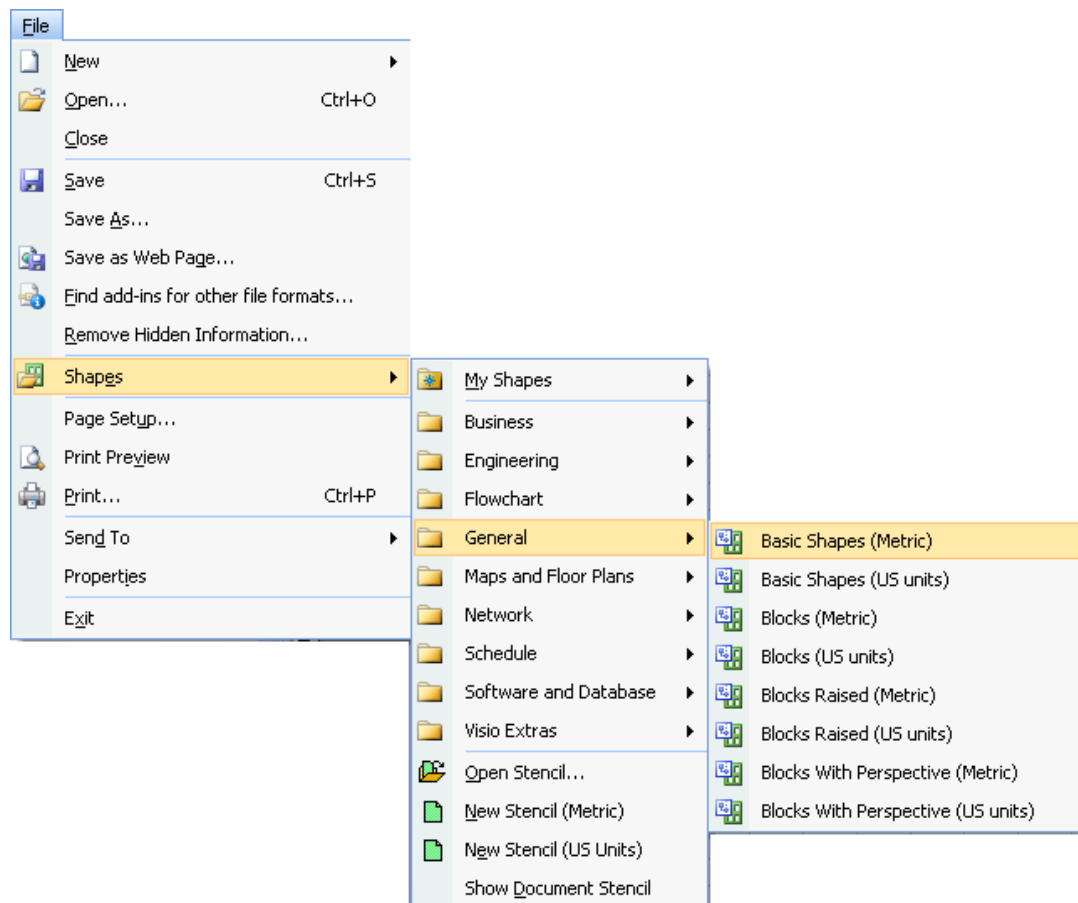 File
New
Open... Ctrl+O
Close
Save Ctrl+S
Save As...
Save as Web Page...
Find add-ins for other file formats...
Remove Hidden Information...
Shapes
Page Setup...
Print Preview
Print... Ctrl+P
Send To
Properties
Exit
My Shapes
Business
Engineering
Flowchart
General
Maps and Floor Plans
Network
Schedule
Software and Database
Visio Extras
Open Stencil...
New Stencil (Metric)
New Stencil (US Units)
Show Document Stencil
Basic Shapes (Metric)
Basic Shapes (US units)
Blocks (Metric)
Blocks (US units)
Blocks Raised (Metric)
Blocks Raised (US units)
Blocks With Perspective (Metric)
Blocks With Perspective (US units)